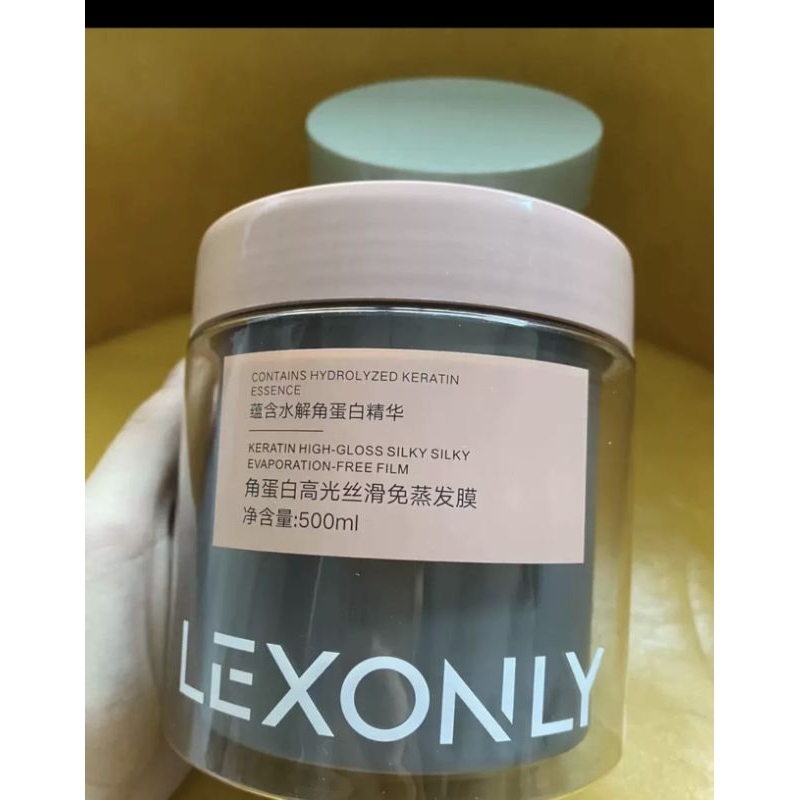 CONTAINS HYDROLYZED KERATIN
ESSENCE
蕴含水解角蛋白精华
KERATIN HIGH-GLOSS SILKY SILKY
EVAPORATION-FREE FILM
角蛋白高光丝滑免蒸发膜
净含量:500ml
LEXONLY